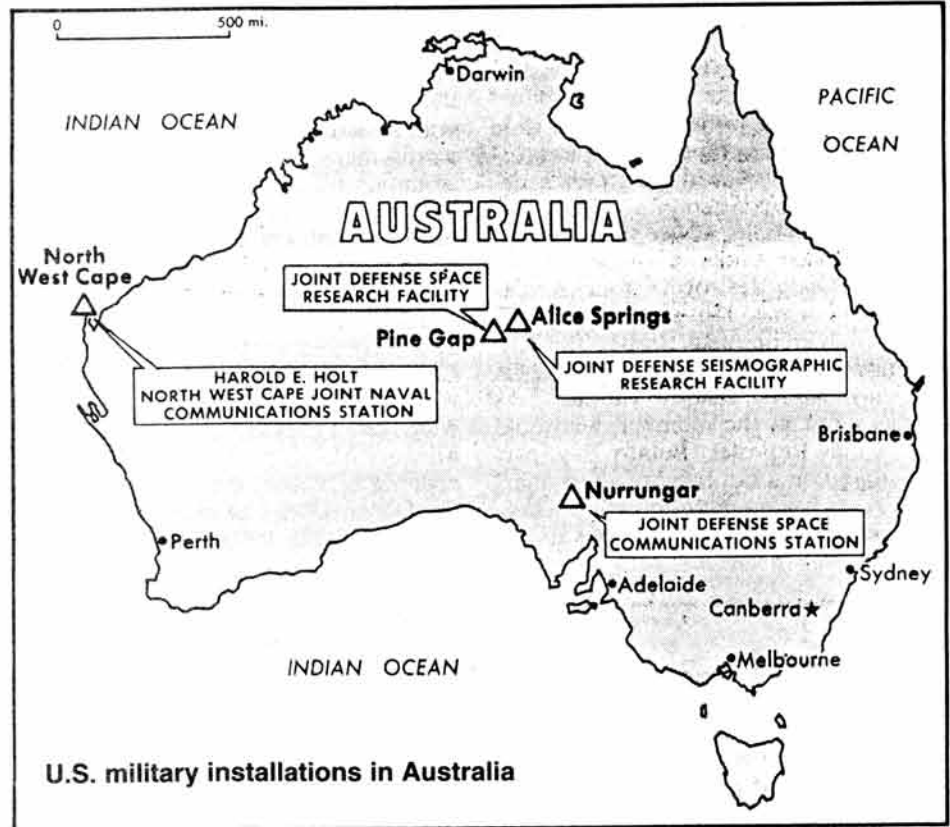 0 500 mi.
Darwin
INDIAN OCEAN
PACIFIC
OCEAN
AUSTRALIA
North
West Cape
JOINT DEFENSE SPACE
RESEARCH FACILITY
Pine Gap
Alice Springs
HAROLD E. HOLT
NORTH WEST CAPE JOINT NAVAL
COMMUNICATIONS STATION
JOINT DEFENSE SEISMOGRAPHIC
RESEARCH FACILITY
Brisbane
Nurrungar
JOINT DEFENSE SPACE
COMMUNICATIONS STATION
Perth
Sydney
Adelaide
Canberra
INDIAN OCEAN
Melbourne
U.S. military installations in Australia